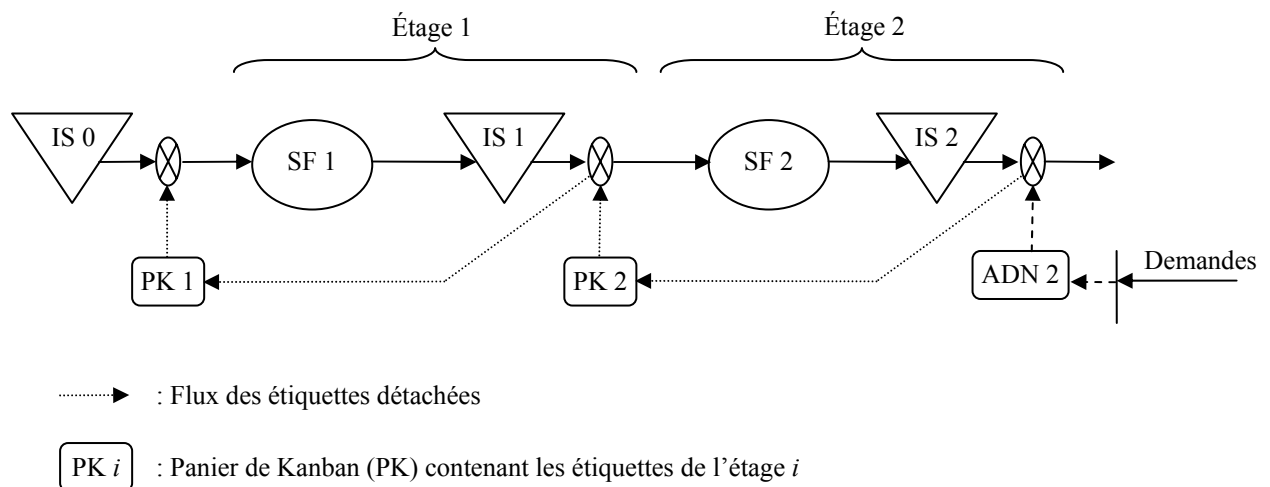 Étage 1
Étage 2
IS 0
SF 1
IS 1
SF 2
IS 2
PK 1
PK 2
ADN 2
Demandes
: Flux des étiquettes détachées
PK i
: Panier de Kanban (PK) contenant les étiquettes de l’étage i